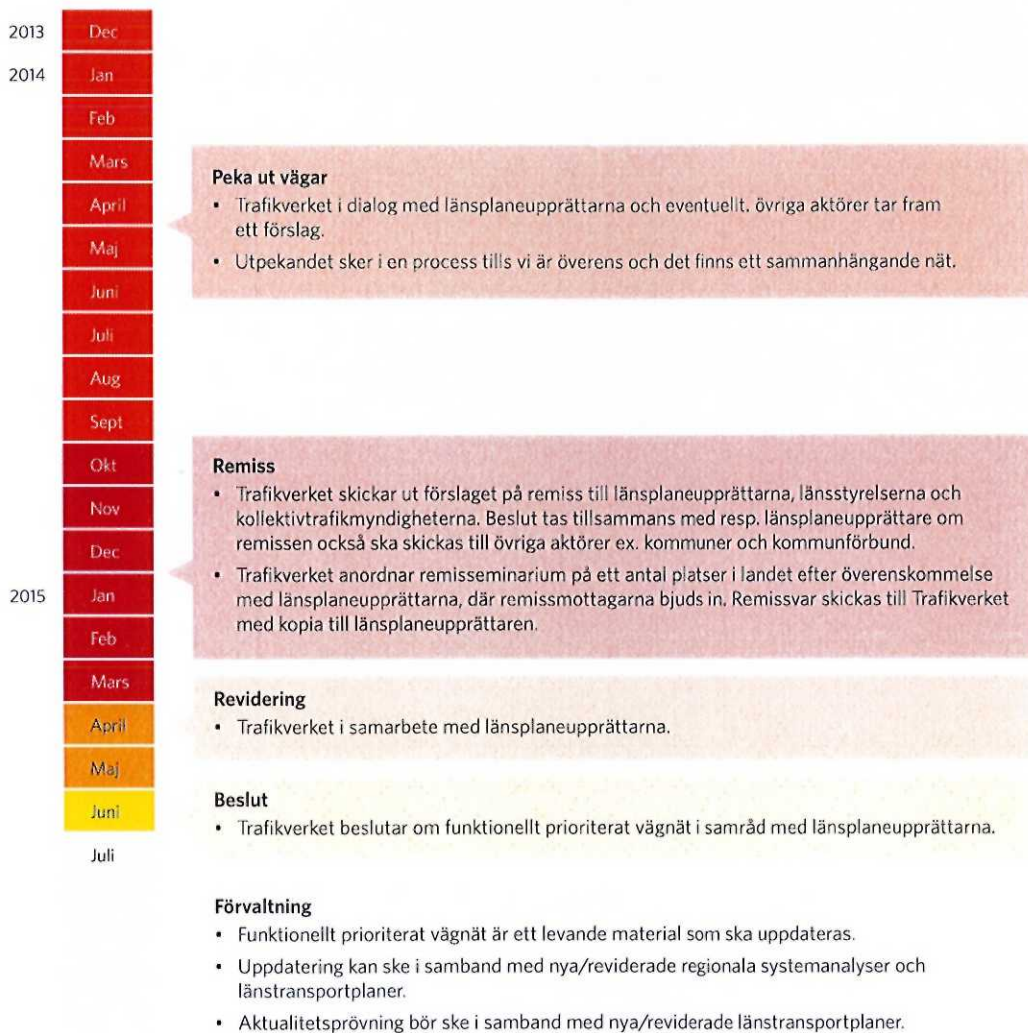 2013 Dec
2014 Jan
Feb
Mars
April
Maj
Juni
Juli
Aug
Sept
Okt
Nov
Dec
2015 Jan
Feb
Mars
April
Maj
Juni
Juli
Peka ut vägar
• Trafikverket i dialog med länsplaneupprättarna och eventuellt. övriga aktörer tar fram
ett förslag.
• Utpekandet sker i en process tills vi är överens och det finns ett sammanhängande nät.
Remiss
• Trafikverket skickar ut förslaget på remiss till länsplaneupprättarna, länsstyrelserna och
kollektivtrafikmyndigheterna. Beslut tas tillsammans med resp. länsplaneupprättare om
remissen också ska skickas till övriga aktörer ex. kommuner och kommunförbund.
• Trafikverket anordnar remisseminarium på ett antal platser i landet efter överenskommelse
med länsplaneupprättarna, där remissmottagarna bjuds in. Remissvar skickas till Trafikverket
med kopia till länsplaneupprättaren.
Revidering
• Trafikverket i samarbete med länsplaneupprättarna.
Beslut
• Trafikverket beslutar om funktionellt prioriterat vägnät i samråd med länsplaneupprättarna.
Förvaltning
• Funktionellt prioriterat vägnät är ett levande material som ska uppdateras.
• Uppdatering kan ske i samband med nya/reviderade regionala systemanalyser och
länstransportplaner.
• Aktualitetsprövning bör ske i samband med nya/reviderade länstransportplaner.